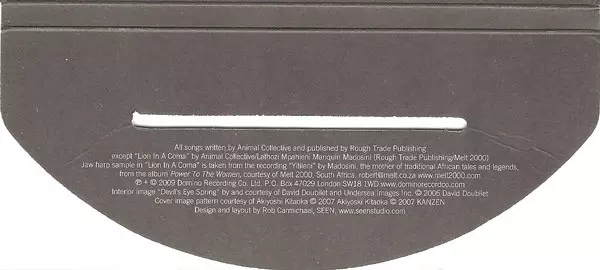 All songs written by Animal Collective and published by Rough Trade Publishing
except "Lion In A Coma" by Animal Collective/Lathozi Mpahleni Manquin Madosini (Rough Trade Publishing/Melt 2000)
Jaw harp sample in "Lion In A Coma" is taken from the recording "Yitileni" by Madosini, the mother of traditional African tales and legends,
from the album Power To The Women, courtesy of Melt 2000, South Africa. robert@melt.co.za www.melt2000.com
℗ + © 2009 Domino Recording Co. Ltd. P.O. Box 47029 London SW18 1WD www.dominorecordco.com
Interior image "Devil's Eye Spring" by and courtesy of David Doubilet and Undersea Images Inc. © 2006 David Doubilet
Cover image pattern courtesy of Akiyoshi Kitaoka © 2007 Akiyoshi Kitaoka © 2007 KANZEN
Design and layout by Rob Carmichael, SEEN. www.seenstudio.com